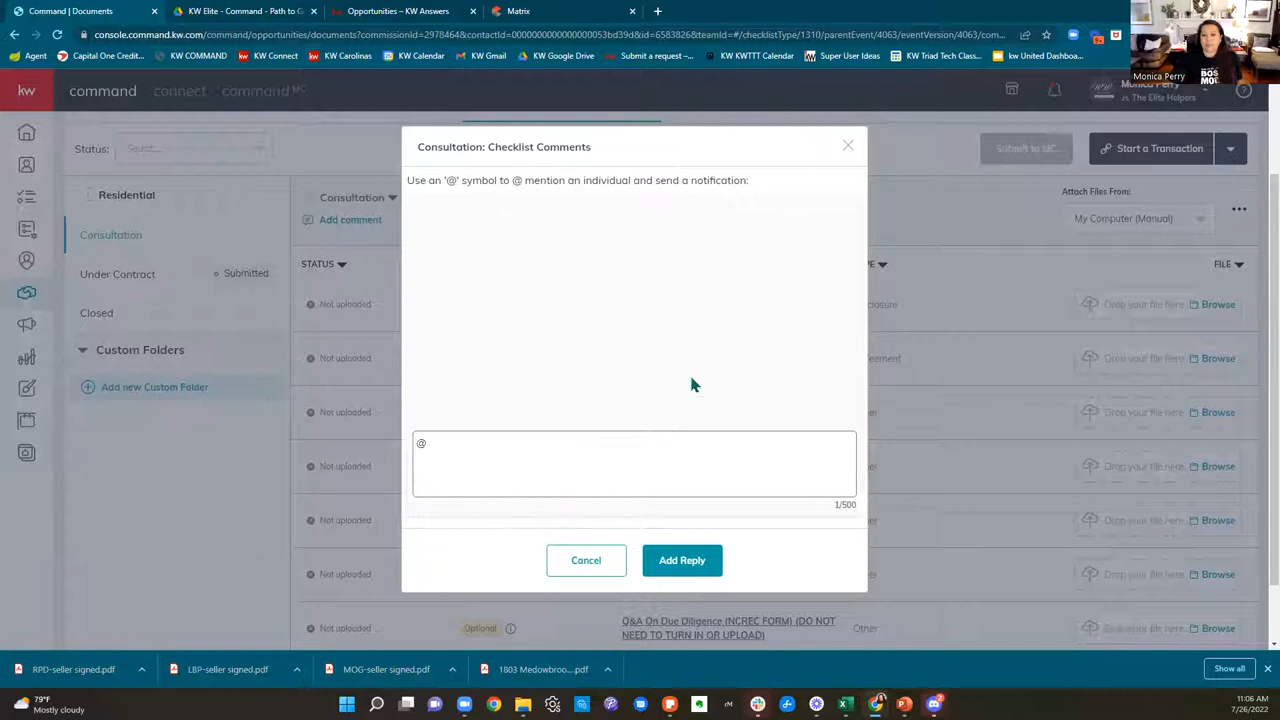 Command | Documents
KW Elite - Command - Path to G
Opportunities – KW Answers
Matrix
console.command.kw.com/command/opportunities/documents?commissionId=2978464&contactId=00000000000000000053bd39d&id=6583826&teamId=#/checklistType/1310/parentEvent/4063/eventVersion/4063/com...
Agent
Capital One Credit...
KW COMMAND
KW Connect
KW Carolinas
KW Calendar
KW Gmail
KW Google Drive
Submit a request –...
KW KWTTT Calendar
Super User Ideas
KW Triad Tech Class...
kw United Dashboa...
Monica Perry
kw
command
connect
command MC
Monica Perry
The Elite Helpers
Status:
Select...
Submit to MC
Start a Transaction
Residential
Consultation
Under Contract
Submitted
Closed
Custom Folders
Add new Custom Folder
Consultation
Add comment
Attach Files From:
My Computer (Manual)
STATUS
FILE
Not uploaded
Drop your file here
Browse
Not uploaded
Drop your file here
Browse
Not uploaded
Drop your file here
Browse
Not uploaded
Drop your file here
Browse
Not uploaded
Drop your file here
Browse
Not uploaded
Drop your file here
Browse
Not uploaded
Optional
Q&A On Due Diligence (NCREC FORM) (DO NOT
NEED TO TURN IN OR UPLOAD)
Other
Browse
Consultation: Checklist Comments
Use an '@' symbol to @ mention an individual and send a notification:
@
1/500
Cancel
Add Reply
RPD-seller signed.pdf
LBP-seller signed.pdf
MOG-seller signed.pdf
1803 Medowbroo....pdf
Show all
79°F
Mostly cloudy
11:06 AM
7/26/2022